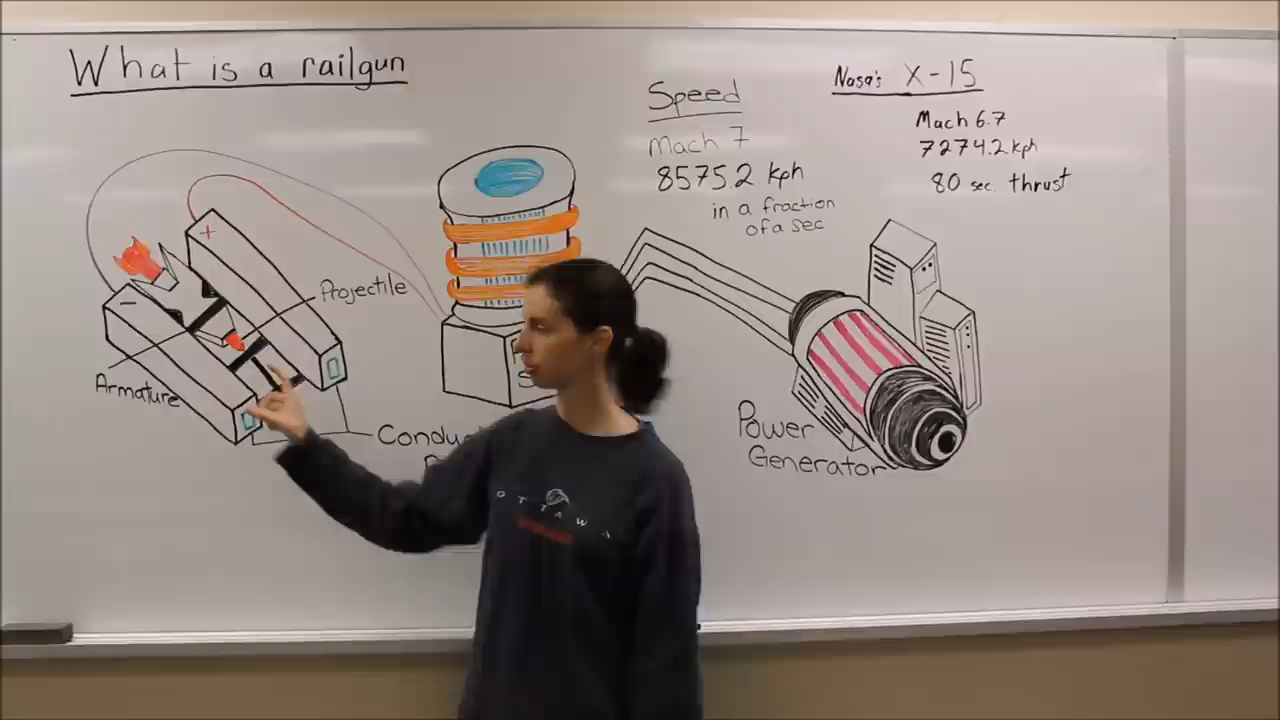 What is a railgun
Speed
Mach 7
8575.2 kph
in a fraction
of a sec
Nasa's X-15
Mach 6.7
7274.2 kph
80 sec. thrust
+
-
Projectile
Armature
Power
Generator
OTTAWA